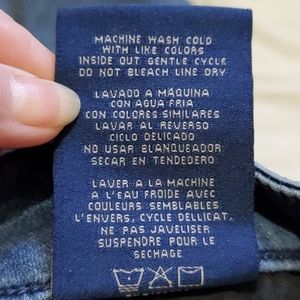 MACHINE WASH COLD
WITH LIKE COLORS
INSIDE OUT GENTLE CYCLE
DO NOT BLEACH LINE DRY
LAVADO A MAQUINA
CON AGUA FRIA
CON COLORES SIMILARES
LAVAR AL REVERSO
CICLO DELICADO
NO USAR BLANQUEADOR
SECAR EN TENDEDERO
LAVER A LA MACHINE
A L'EAU FROIDE AVEC
COULEURS SEMBLABLES
L'ENVERS, CYCLE DELLICAT.
NE PAS JAVELISER
SUSPENDRE POUR LE
SECHAGE